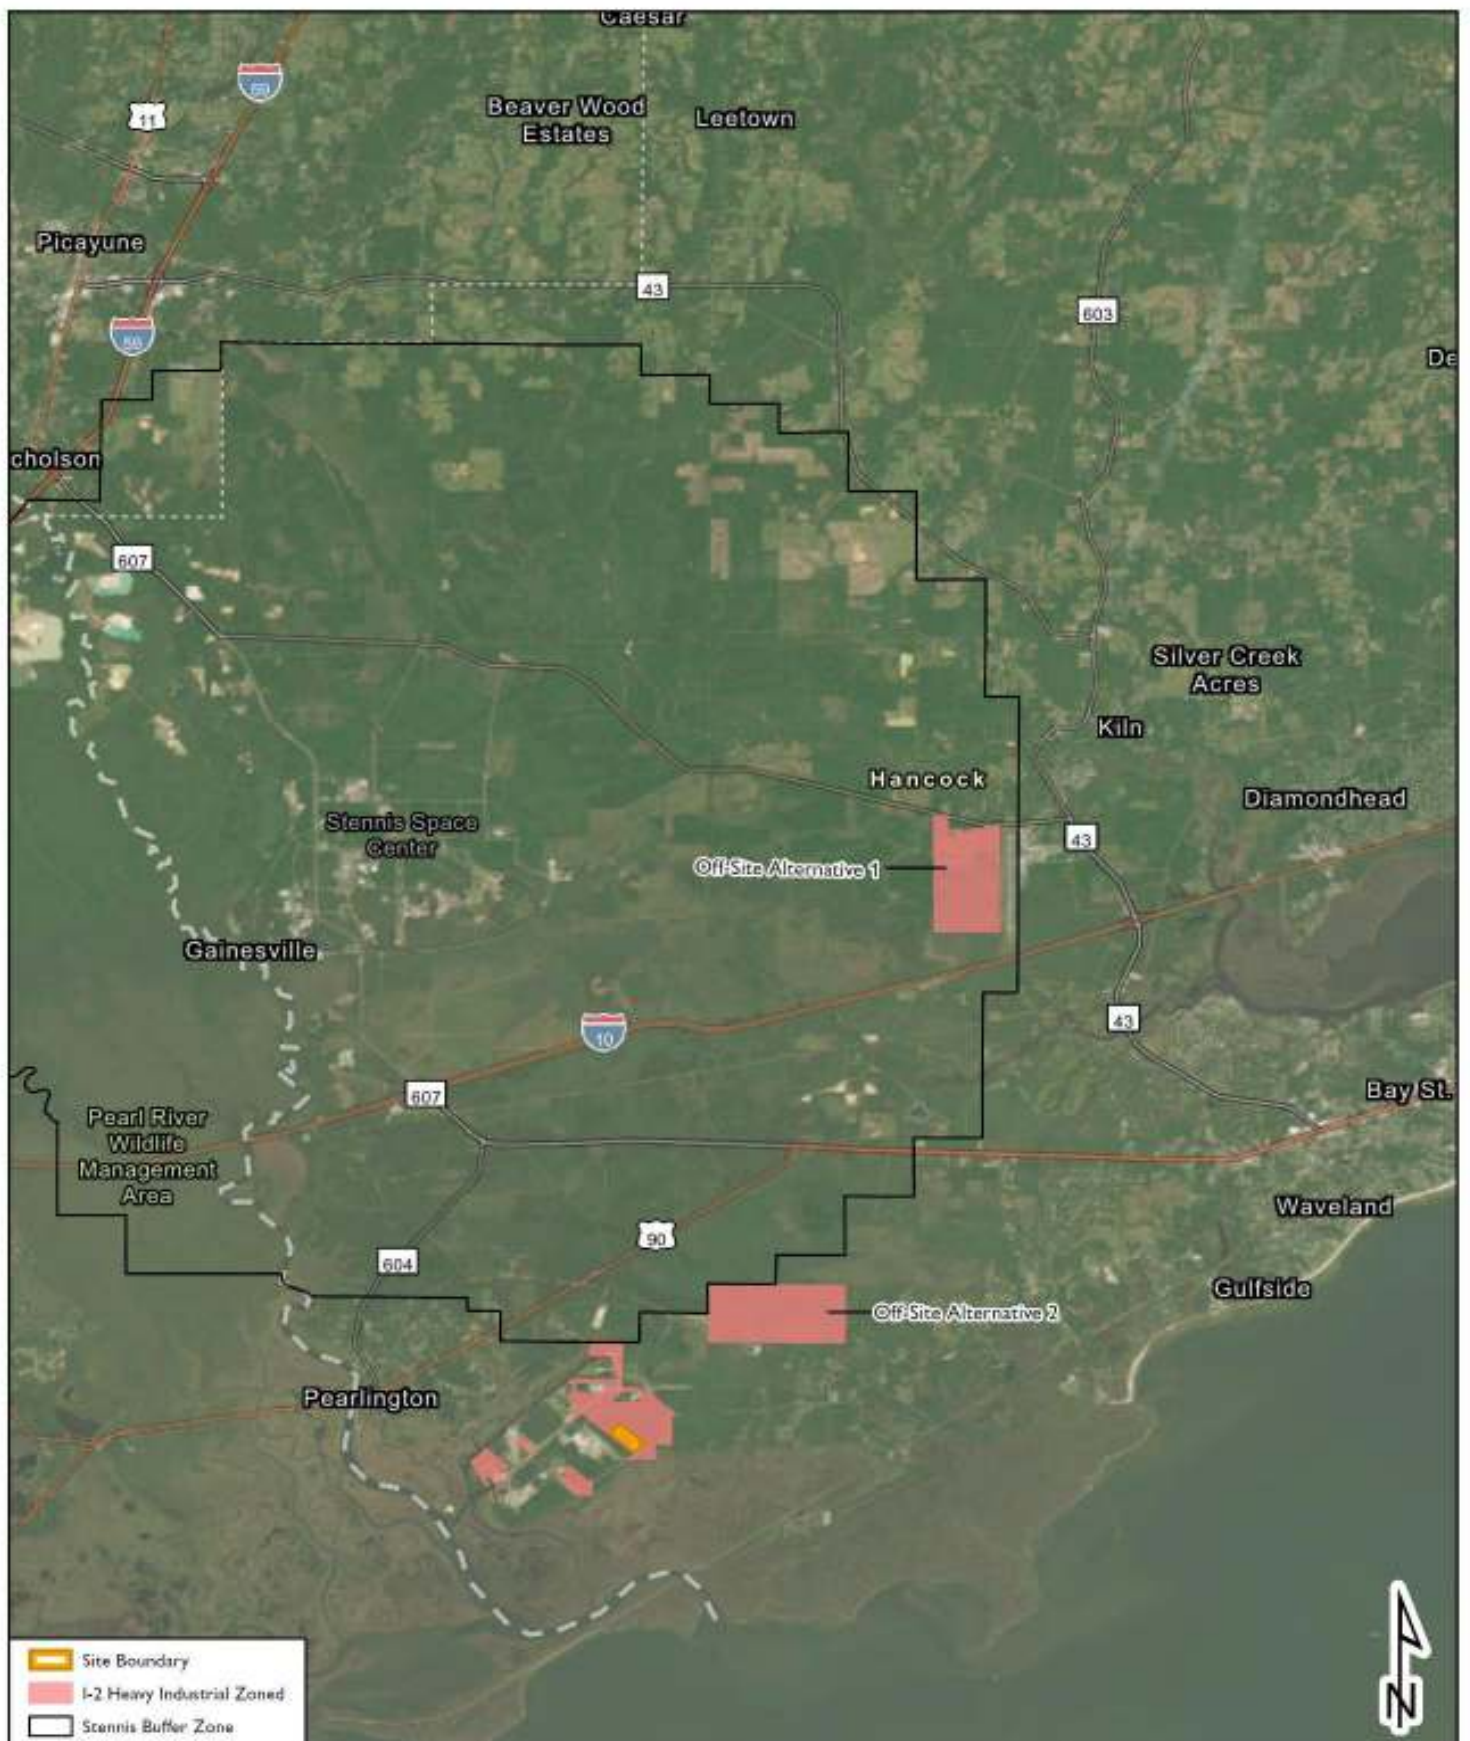 Caesar
59
11
Beaver Wood
Estates
Leetown
Picayune
43
603
59
De
cholson
607
Silver Creek
Acres
Kiln
Hancock
Diamondhead
Stennis Space
Center
43
Off-Site Alternative 1
Gainesville
43
10
607
Bay St.
Pearl River
Wildlife
Management
Area
Waveland
90
604
Gulfside
Off-Site Alternative 2
Pearlington
Site Boundary
I-2 Heavy Industrial Zoned
Stennis Buffer Zone
N